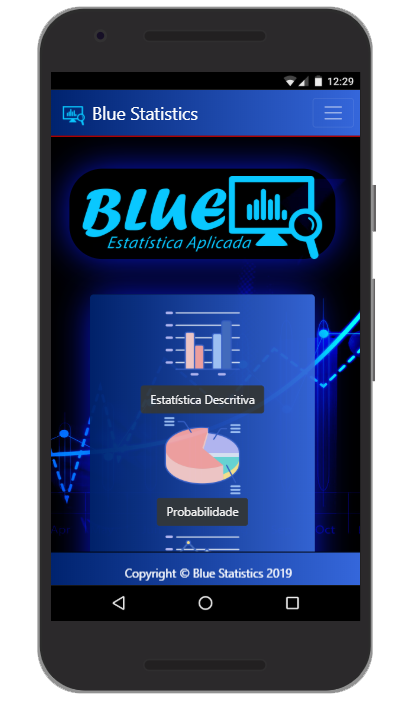 12:29
Blue Statistics
BLUE
Estatística Aplicada
Estatística Descritiva
Probabilidade
Copyright © Blue Statistics 2019